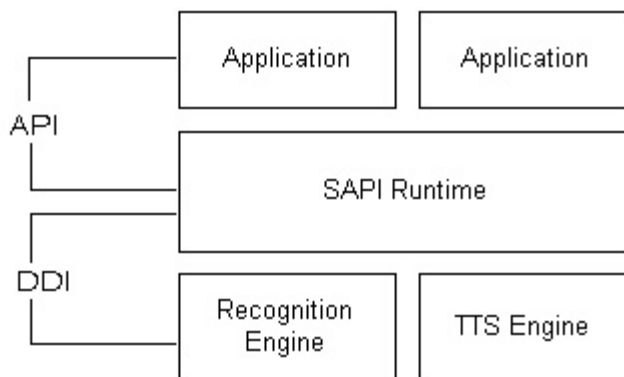 Application
Application
API
SAPI Runtime
DDI
Recognition
Engine
TTS Engine